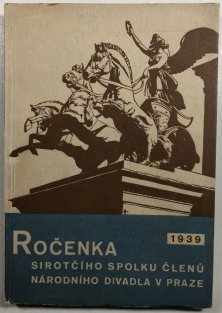 1939
ROČENKA
SIROTČÍHO SPOLKU ČLENŮ
NÁRODNÍHO DIVADLA V PRAZE